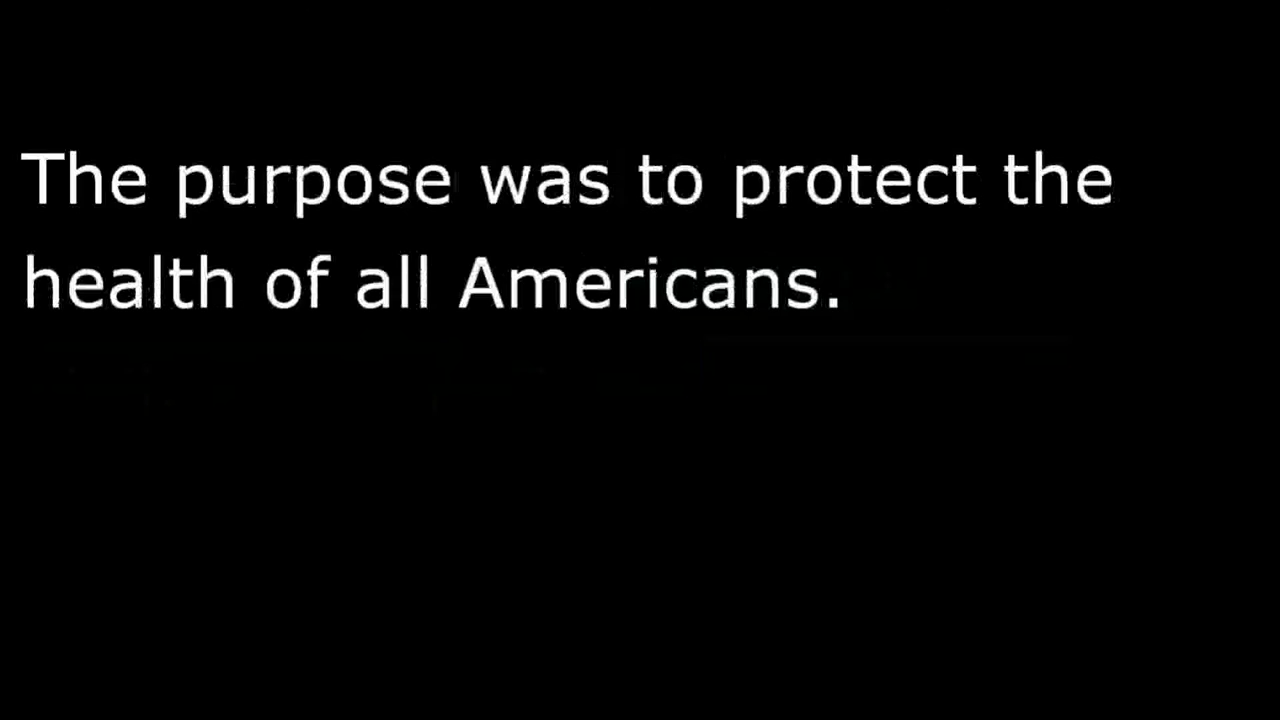 The purpose was to protect the
health of all Americans.